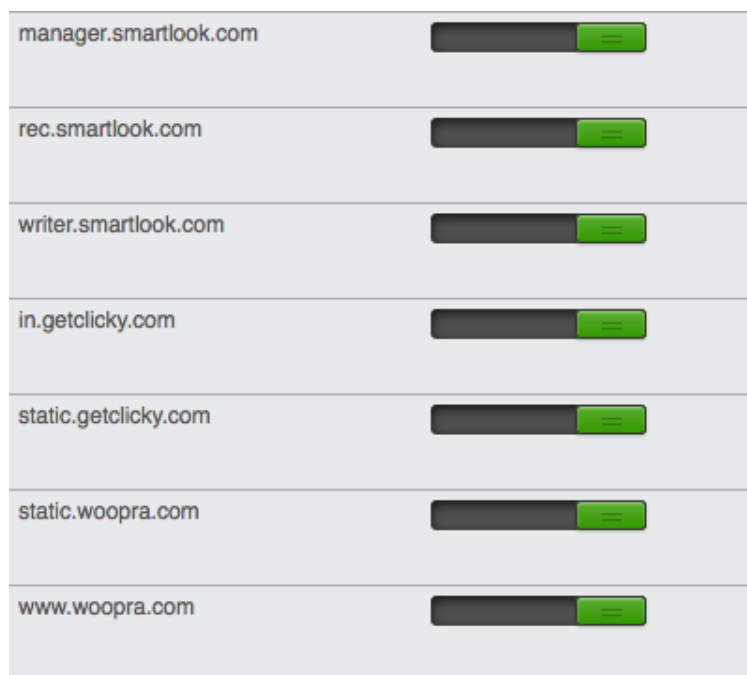 manager.smartlook.com
rec.smartlook.com
writer.smartlook.com
in.getclicky.com
static.getclicky.com
static.woopra.com
www.woopra.com